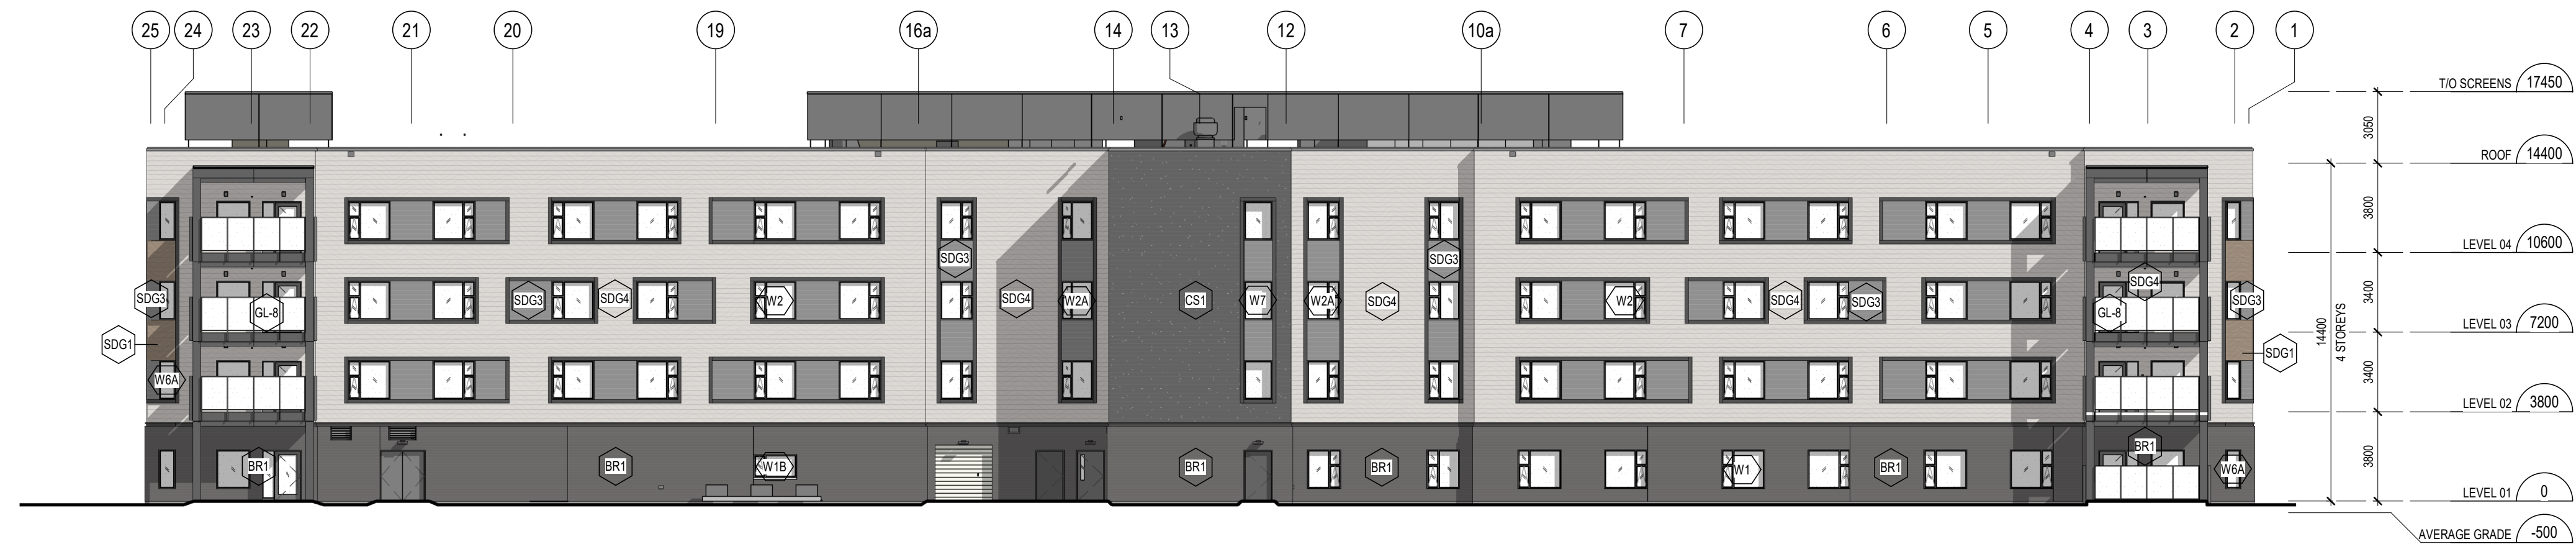 25 24 23 22 21 20 19 16a 14 13 12 10a 7 6 5 4 3 2 1
T/O SCREENS 17450
3050
ROOF 14400
3800
LEVEL 04 10600
SDG3 SDG3
SDG4
SDG3 SDG3 SDG4 W2 SDG4 W2A CS1 W7 W2A SDG4 W2 SDG4 SDG3 SDG3
GL-8 GL-8
3400
14400
4 STOREYS
LEVEL 03 7200
SDG1 SDG1
3400
W6A
LEVEL 02 3800
BR1
3800
BR1 BR1 W1B BR1 BR1 W1 BR1 W6A
LEVEL 01 0
AVERAGE GRADE -500